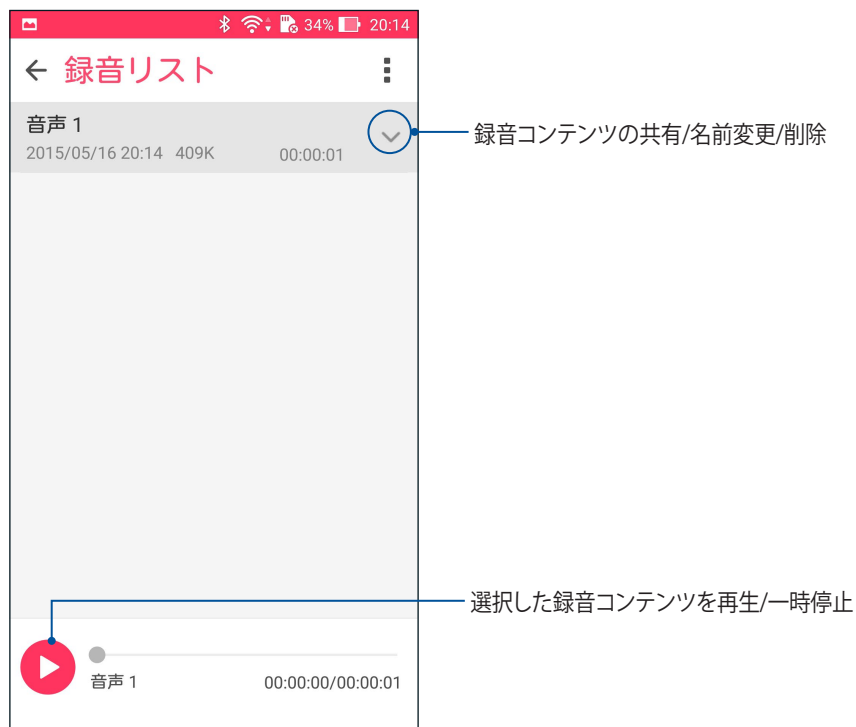 34% 20:14
録音リスト
音声 1
2015/05/16 20:14 409K 00:00:01
録音コンテンツの共有/名前変更/削除
選択した録音コンテンツを再生/一時停止
音声 1 00:00:00/00:00:01